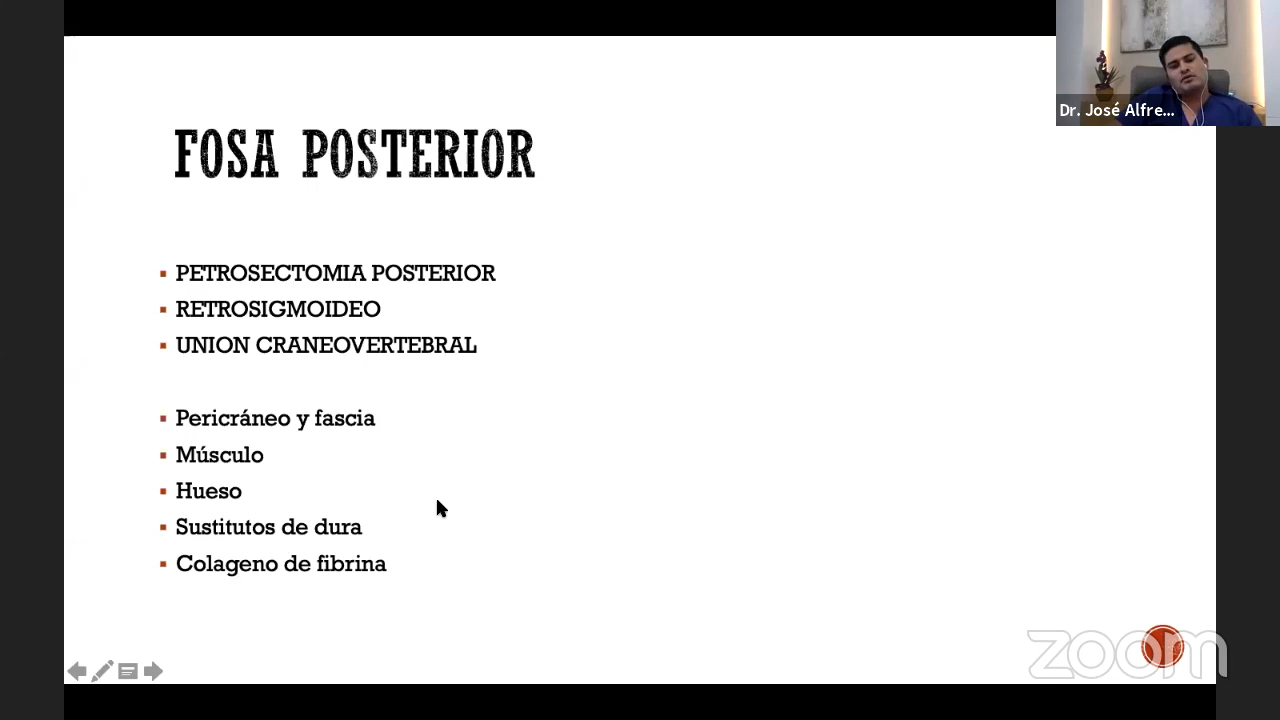 Dr. José Alfre...
FOSA POSTERIOR
PETROSECTOMIA POSTERIOR
RETROSIGMOIDEO
UNION CRANEOVERTEBRAL
Pericráneo y fascia
Músculo
Hueso
Sustitutos de dura
Colageno de fibrina
zoom